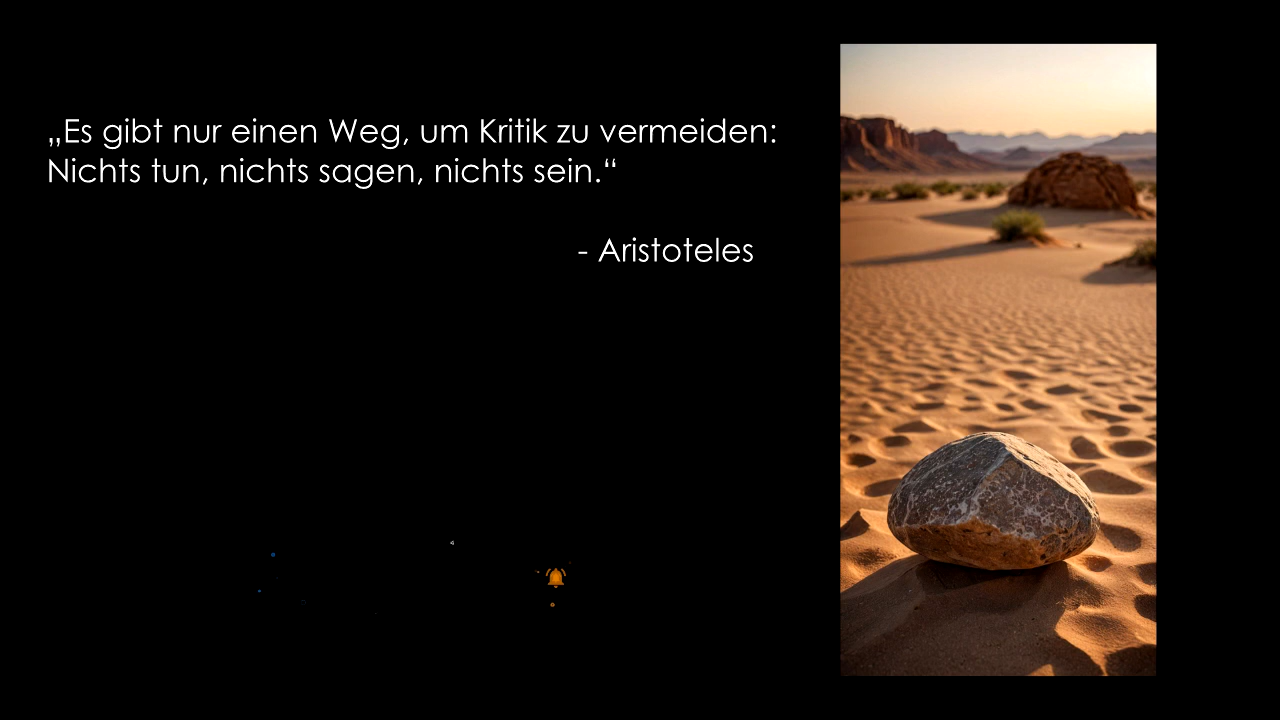 „Es gibt nur einen Weg, um Kritik zu vermeiden:
Nichts tun, nichts sagen, nichts sein.“
- Aristoteles